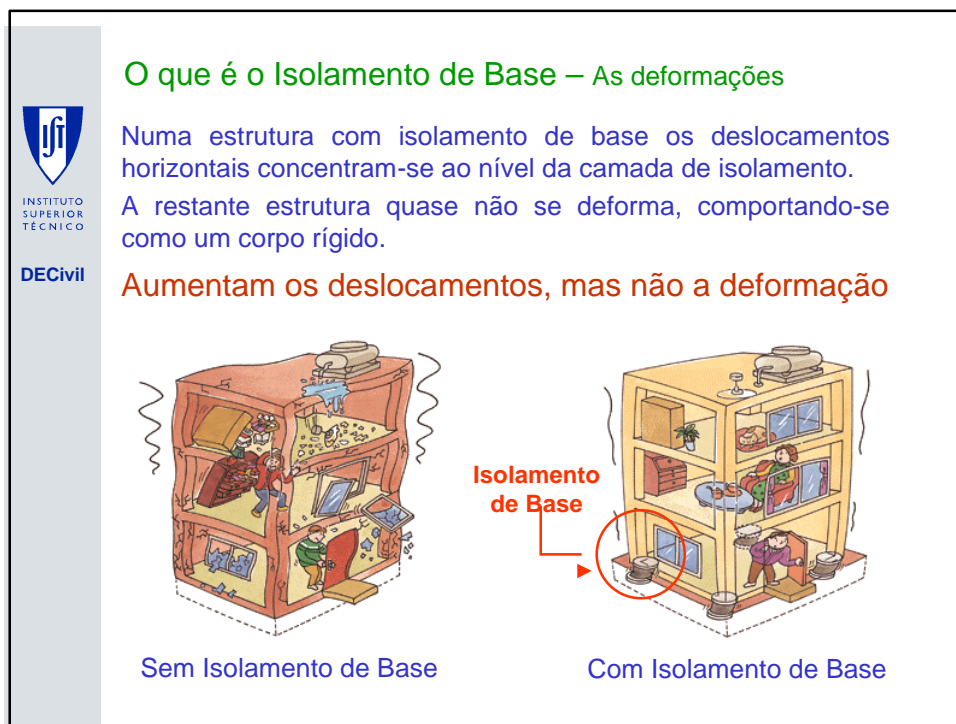 O que é o Isolamento de Base – As deformações
IST
INSTITUTO
SUPERIOR
TÉCNICO
DECivil
Numa estrutura com isolamento de base os deslocamentos
horizontais concentram-se ao nível da camada de isolamento.
A restante estrutura quase não se deforma, comportando-se
como um corpo rígido.
Aumentam os deslocamentos, mas não a deformação
Isolamento
de Base
Sem Isolamento de Base
Com Isolamento de Base